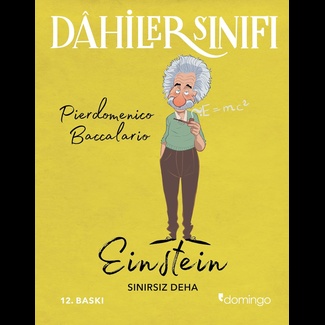 DÂHİLER SINIFI
Pierdomenico
Baccalario
E=mc²
Einstein
SINIRSIZ DEHA
12. BASKI
domingo